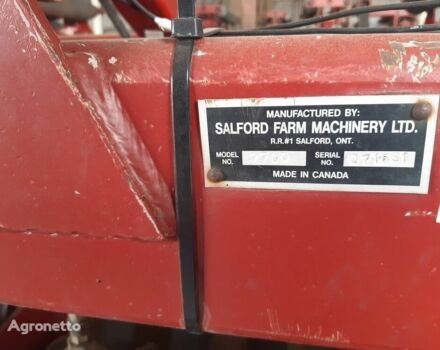 MANUFACTURED BY:
SALFORD FARM MACHINERY LTD.
R.R.#1 SALFORD, ONT.
MODEL NO. SERIAL NO.
MADE IN CANADA
Agronetto